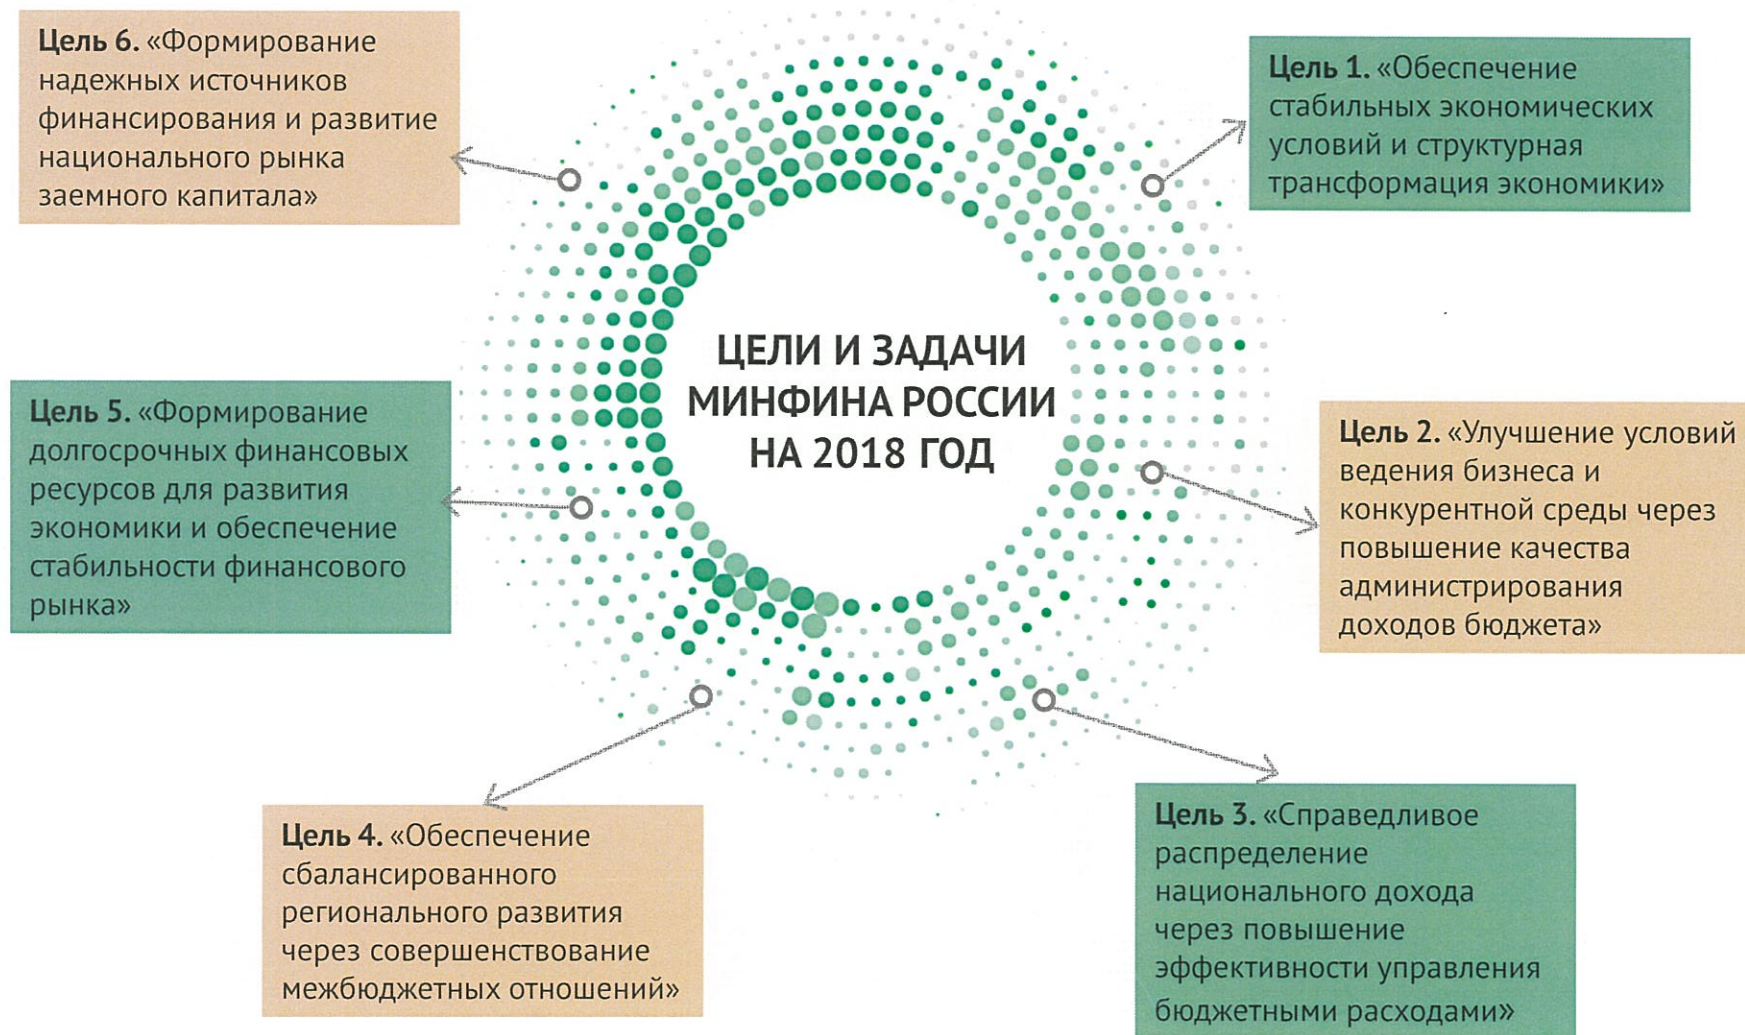 ЦЕЛИ И ЗАДАЧИ
МИНФИНА РОССИИ
НА 2018 ГОД
Цель 1. «Обеспечение
стабильных экономических
условий и структурная
трансформация экономики»
Цель 2. «Улучшение условий
ведения бизнеса и
конкурентной среды через
повышение качества
администрирования
доходов бюджета»
Цель 3. «Справедливое
распределение
национального дохода
через повышение
эффективности управления
бюджетными расходами»
Цель 4. «Обеспечение
сбалансированного
регионального развития
через совершенствование
межбюджетных отношений»
Цель 5. «Формирование
долгосрочных финансовых
ресурсов для развития
экономики и обеспечение
стабильности финансового
рынка»
Цель 6. «Формирование
надежных источников
финансирования и развитие
национального рынка
заемного капитала»